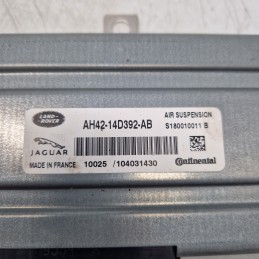 LAND-
ROVER
AH42-14D392-AB
AIR SUSPENSION
S180010011 B
JAGUAR
MADE IN FRANCE
10025 /104031430
Continental